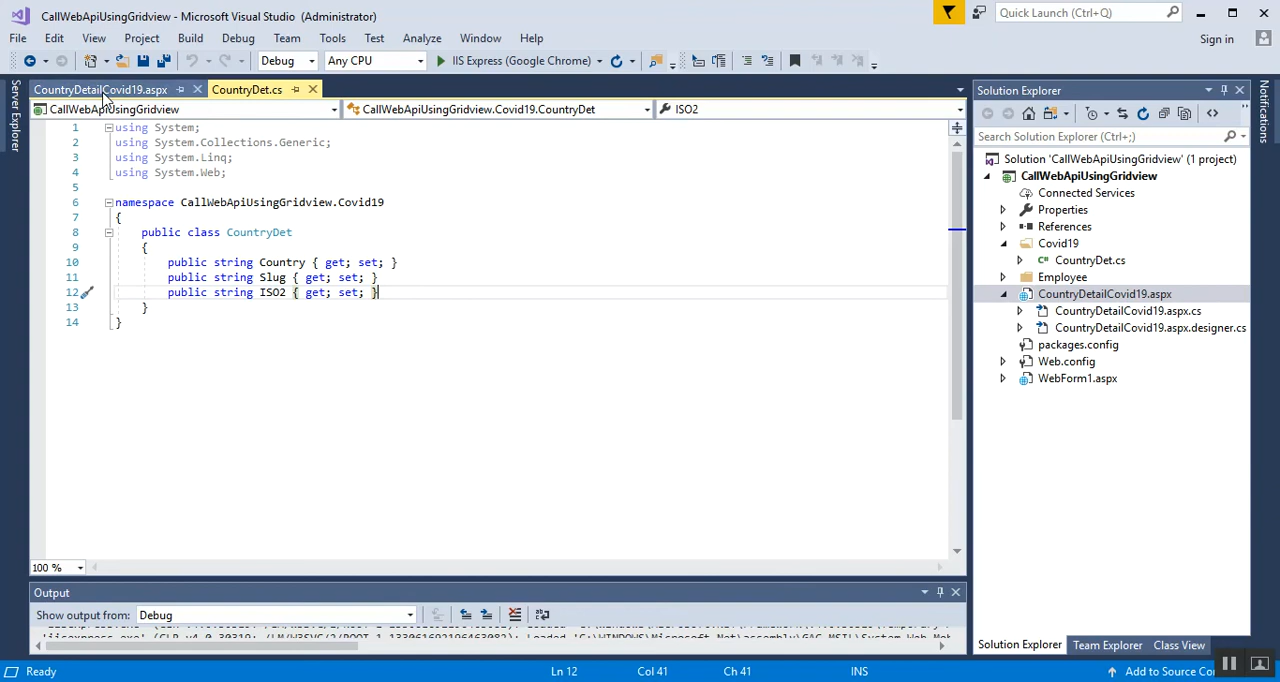 CallWebApiUsingGridview - Microsoft Visual Studio (Administrator)
Quick Launch (Ctrl+Q)
File Edit View Project Build Debug Team Tools Test Analyze Window Help
Sign in
Debug Any CPU IIS Express (Google Chrome)
Server Explorer
Notifications
CountryDetailCovid19.aspx CountryDet.cs
CallWebApiUsingGridview CallWebApiUsingGridview.Covid19.CountryDet ISO2
1 using System;
2 using System.Collections.Generic;
3 using System.Linq;
4 using System.Web;
5
6 namespace CallWebApiUsingGridview.Covid19
7 {
8 public class CountryDet
9 {
10 public string Country { get; set; }
11 public string Slug { get; set; }
12 public string ISO2 { get; set; }
13 }
14 }
100 %
Output
Show output from: Debug
Solution Explorer
Search Solution Explorer (Ctrl+;)
Solution 'CallWebApiUsingGridview' (1 project)
CallWebApiUsingGridview
Connected Services
Properties
References
Covid19
C# CountryDet.cs
Employee
CountryDetailCovid19.aspx
CountryDetailCovid19.aspx.cs
CountryDetailCovid19.aspx.designer.cs
packages.config
Web.config
WebForm1.aspx
Solution Explorer Team Explorer Class View
Ready Ln 12 Col 41 Ch 41 INS Add to Source Co